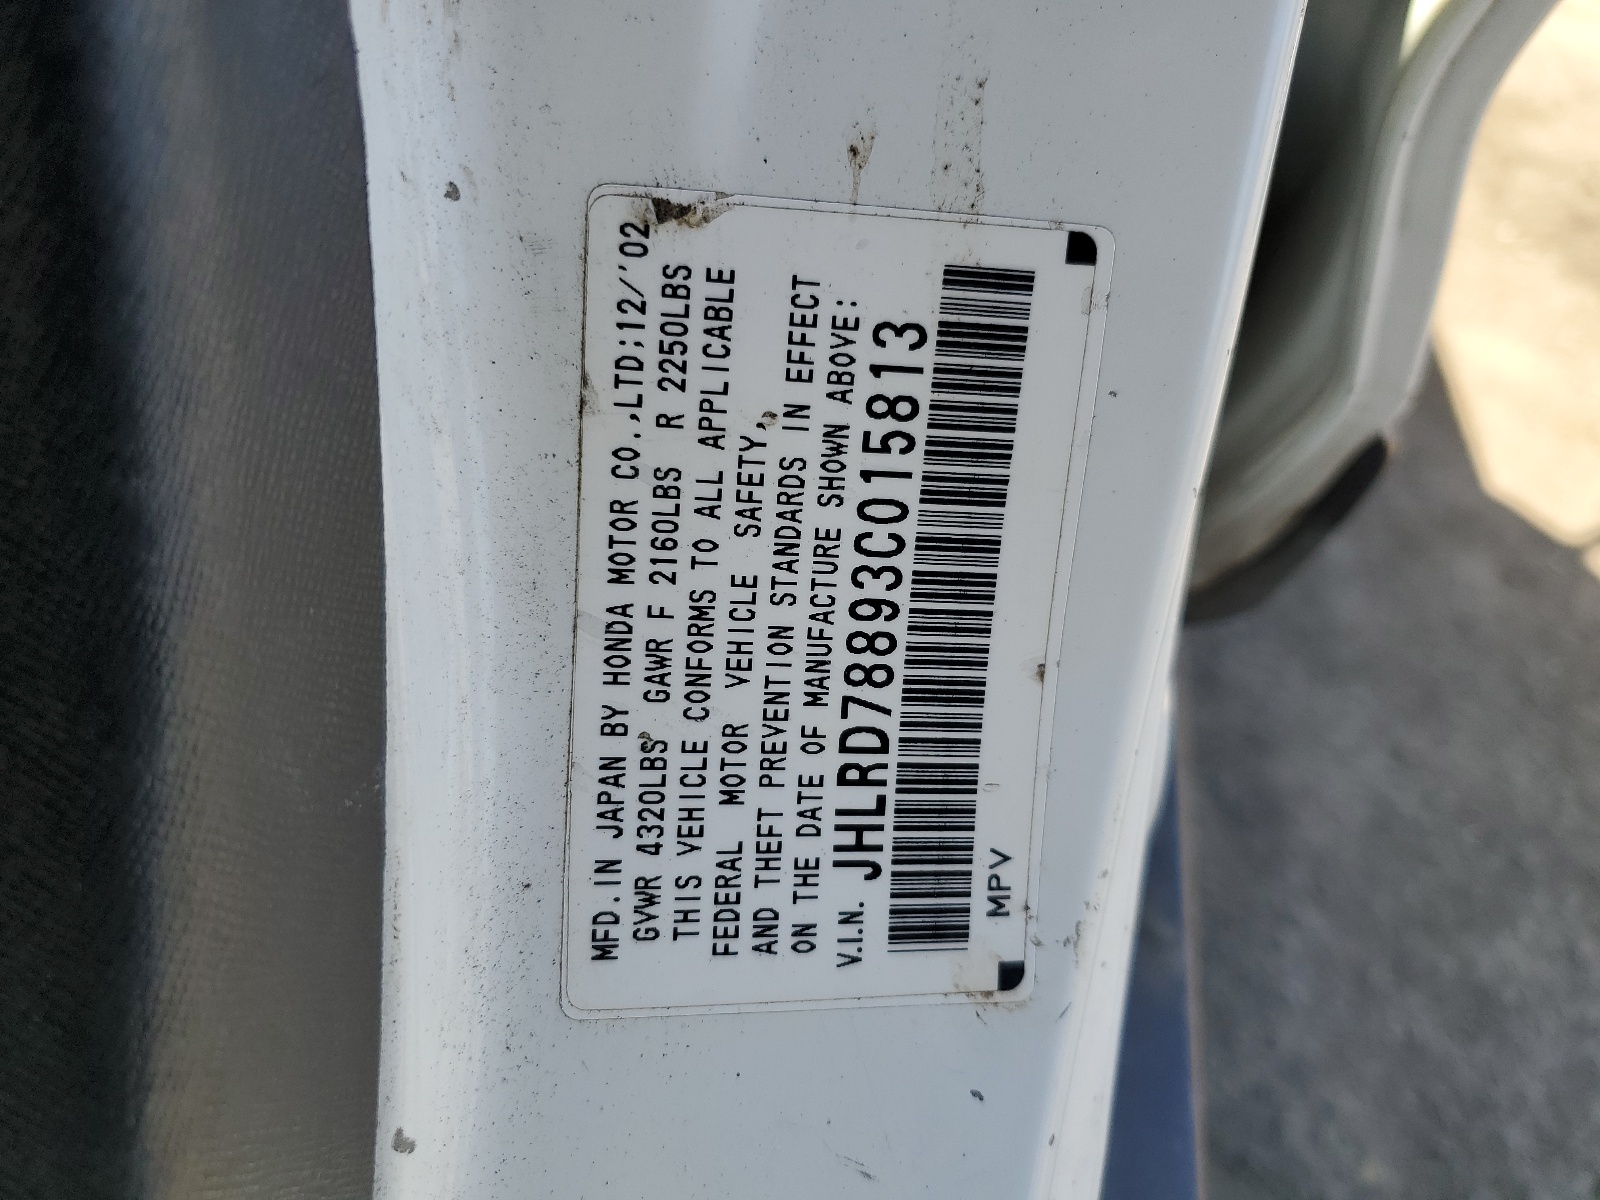 MFD.IN JAPAN BY HONDA MOTOR CO.,LTD;12/'02
GVWR 4320LBS GAWR F 2160LBS R 2250LBS
THIS VEHICLE CONFORMS TO ALL APPLICABLE
FEDERAL MOTOR VEHICLE SAFETY,
AND THEFT PREVENTION STANDARDS IN EFFECT
ON THE DATE OF MANUFACTURE SHOWN ABOVE:
V.I.N. JHLRD78893C015813
MPV